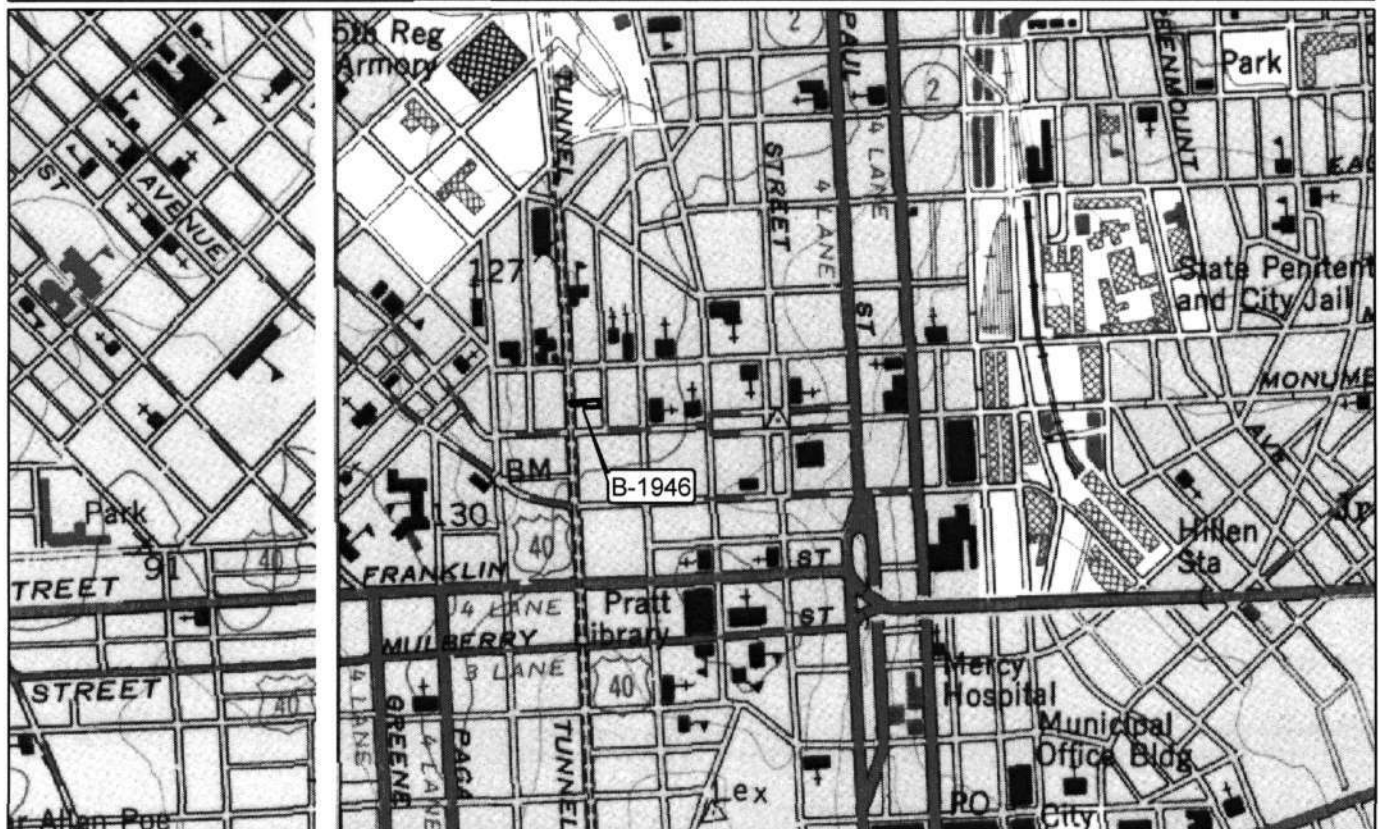 5th Reg
Armory
TUNNEL
2
PAUL
4 LANE
2
Park
ST
AVENUE
STREET
4 LANE
127
ST
State Penitent
and City Jail
MONUME
AVE
BM
B-1946
130
Park
91
40
40
Hillen
Sta
TREET
FRANKLIN
ST
4 LANE
Pratt
Library
ST
MULBERRY
3 LANE
STREET
40
40
4 LANE
GREENE
4 LANE
PACA
TUNNEL
Mercy
Hospital
Municipal
Office Bldg
Lex
PO
City
r Allen Poe